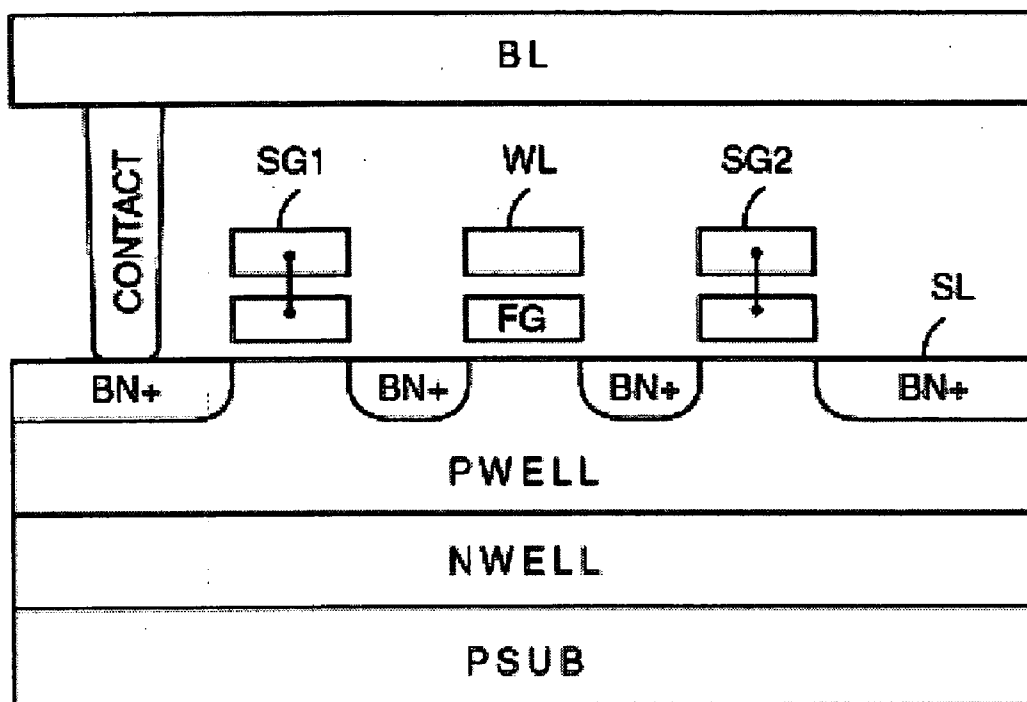 BL
CONTACT
SG1
WL
SG2
FG
SL
BN+
BN+
BN+
BN+
PWELL
NWELL
PSUB